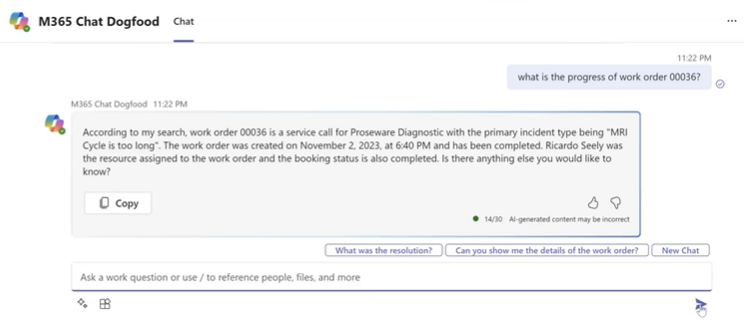 M365 Chat Dogfood Chat ...
11:22 PM
what is the progress of work order 00036?
M365 Chat Dogfood 11:22 PM
According to my search, work order 00036 is a service call for Proseware Diagnostic with the primary incident type being "MRI
Cycle is too long". The work order was created on November 2, 2023, at 6:40 PM and has been completed. Ricardo Seely was
the resource assigned to the work order and the booking status is also completed. Is there anything else you would like to
know?
Copy
14/30 AI-generated content may be incorrect
What was the resolution? Can you show me the details of the work order? New Chat
Ask a work question or use / to reference people, files, and more